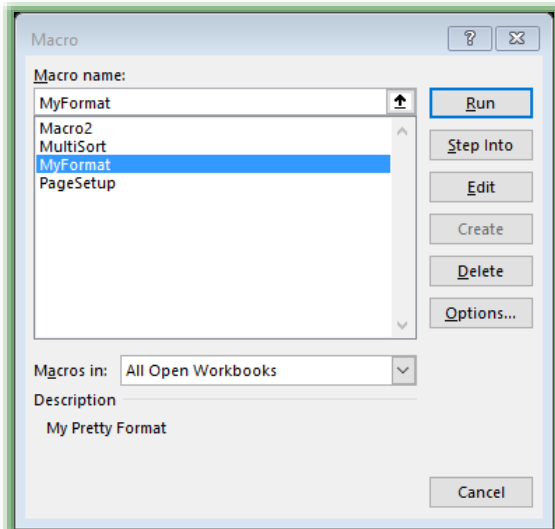 Macro
Macro name:
MyFormat
Run
Macro2
MultiSort
MyFormat
PageSetup
Step Into
Edit
Create
Delete
Options...
Macros in: All Open Workbooks
Description
My Pretty Format
Cancel